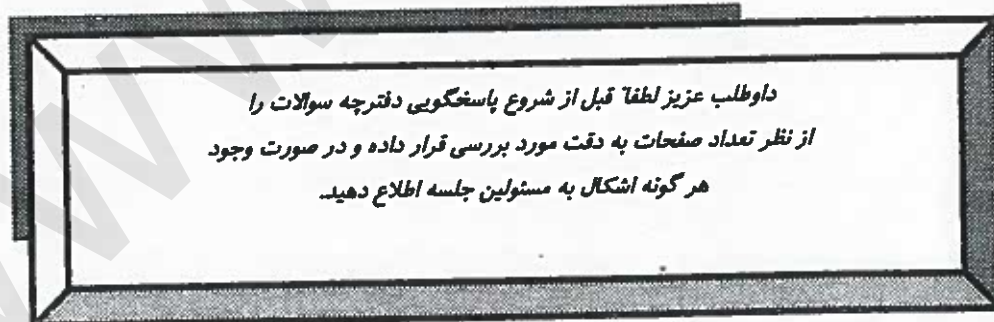 داوطلب عزیز لطفاً قبل از شروع پاسخگویی دفترچه سوالات را
از نظر تعداد صفحات به دقت مورد بررسی قرار داده و در صورت وجود
هر گونه اشکال به مسئولین جلسه اطلاع دهید.